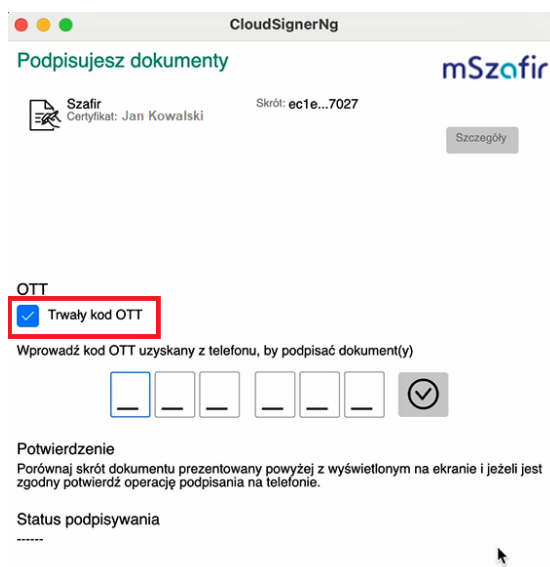 CloudSignerNg
Podpisujesz dokumenty
mSzafir
Szafir
Certyfikat: Jan Kowalski
Skrót: ec1e...7027
Szczegóły
OTT
Trwały kod OTT
Wprowadź kod OTT uzyskany z telefonu, by podpisać dokument(y)
Potwierdzenie
Porównaj skrót dokumentu prezentowany powyżej z wyświetlonym na ekranie i jeżeli jest
zgodny potwierdź operację podpisania na telefonie.
Status podpisywania
------